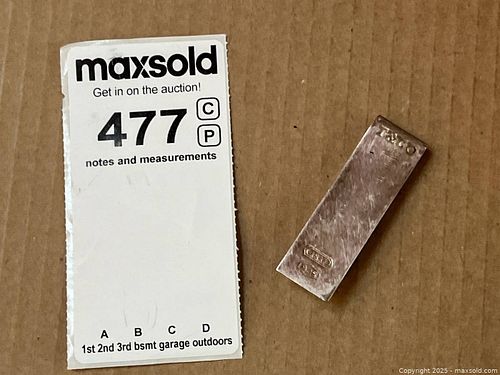 maxsold
Get in on the auction!
477
C
P
notes and measurements
A B C D
1st 2nd 3rd bsmt garage outdoors
T&CO
Copyright 2025 - maxsold.com